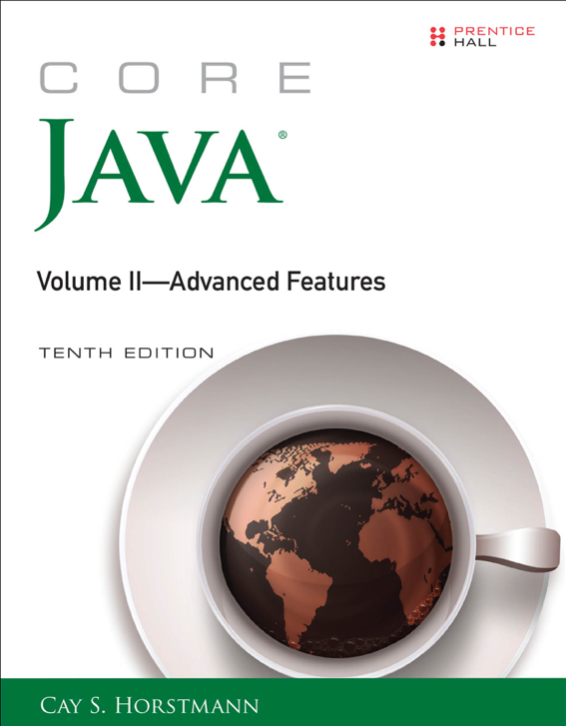 PRENTICE
HALL
CORE
JAVA®
Volume II—Advanced Features
TENTH EDITION
CAY S. HORSTMANN